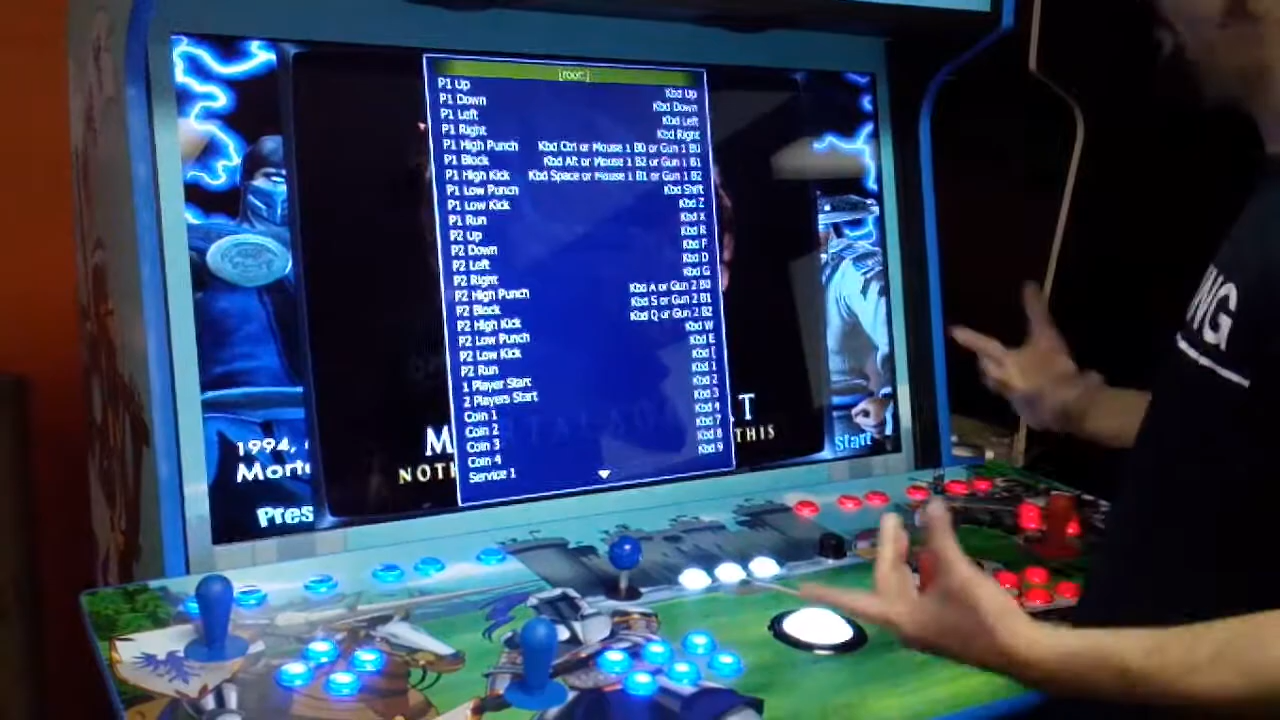 [root]
P1 Up Kbd Up
P1 Down Kbd Down
P1 Left Kbd Left
P1 Right Kbd Right
P1 High Punch Kbd Ctrl or Mouse 1 B0 or Gun 1 B0
P1 Block Kbd Alt or Mouse 1 B2 or Gun 1 B1
P1 High Kick Kbd Space or Mouse 1 B1 or Gun 1 B2
P1 Low Punch Kbd Shift
P1 Low Kick Kbd Z
P1 Run Kbd X
P2 Up Kbd R
P2 Down Kbd F
P2 Left Kbd D
P2 Right Kbd G
P2 High Punch Kbd A or Gun 2 B0
P2 Block Kbd S or Gun 2 B1
P2 High Kick Kbd Q or Gun 2 B2
P2 Low Punch Kbd W
P2 Low Kick Kbd E
P2 Run Kbd [
1 Player Start Kbd 1
2 Players Start Kbd 2
Coin 1 Kbd 3
Coin 2 Kbd 4
Coin 3 Kbd 7
Coin 4 Kbd 8
Service 1 Kbd 9
1994,
Mort
Pres
M T
NOTH THIS
Start
NG